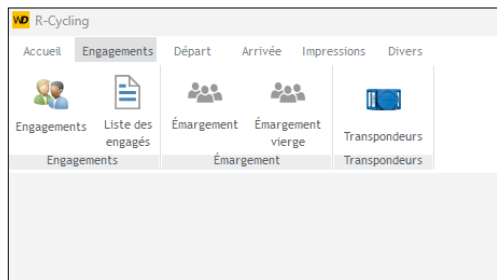 WD R-Cycling
Accueil Engagements Départ Arrivée Impressions Divers
Engagements Liste des engagés Émargement Émargement vierge Transpondeurs
Engagements Émargement Transpondeurs